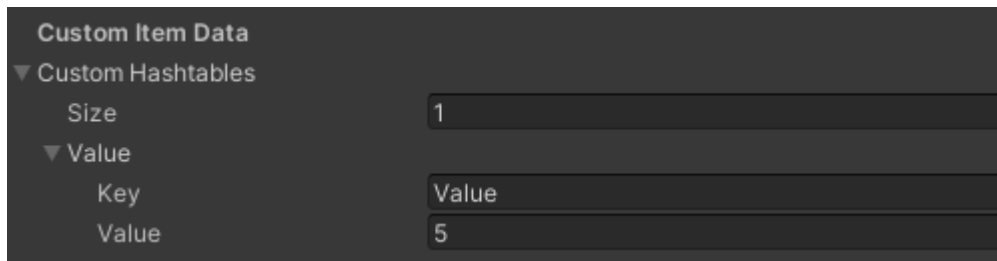 Custom Item Data
Custom Hashtables
Size 1
Value
Key Value
Value 5